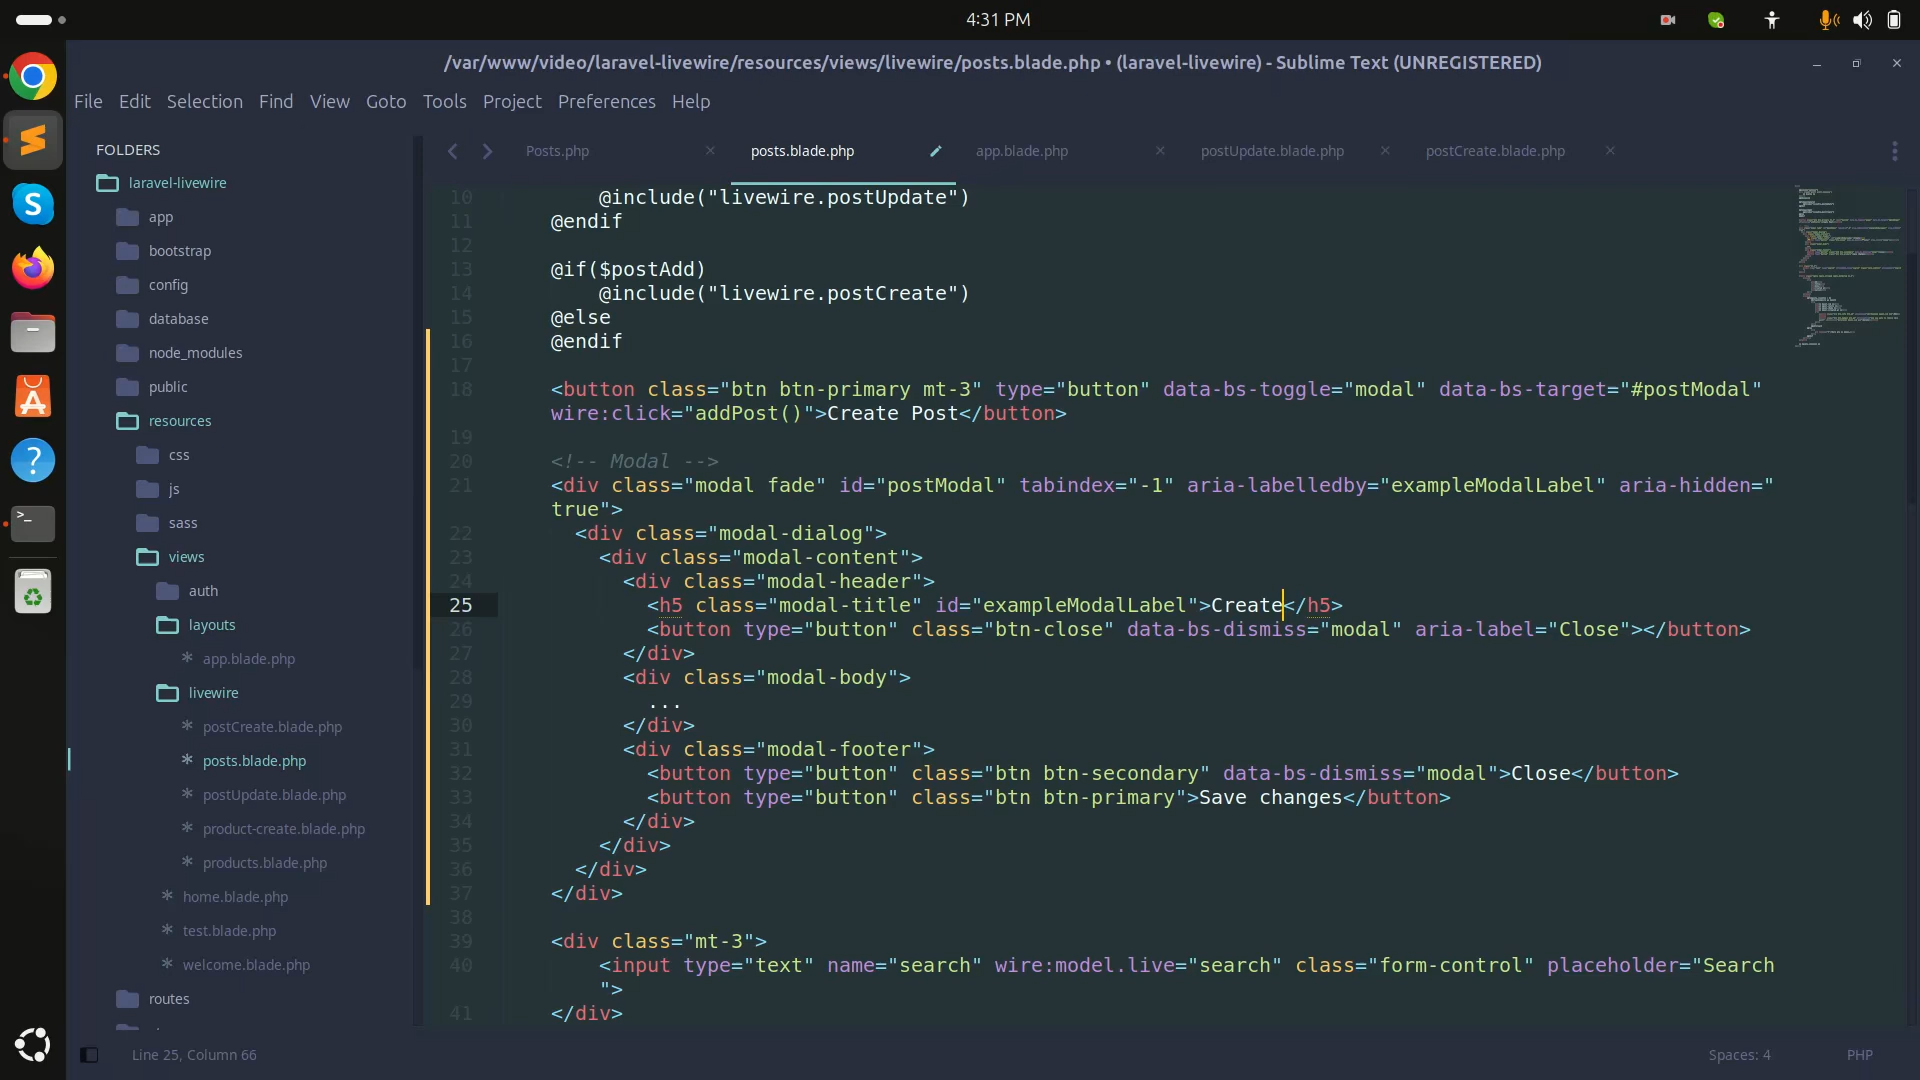 4:31 PM
/var/www/video/laravel-livewire/resources/views/livewire/posts.blade.php • (laravel-livewire) - Sublime Text (UNREGISTERED)
File Edit Selection Find View Goto Tools Project Preferences Help
FOLDERS
laravel-livewire
app
bootstrap
config
database
node_modules
public
resources
css
js
sass
views
auth
layouts
app.blade.php
livewire
postCreate.blade.php
posts.blade.php
postUpdate.blade.php
product-create.blade.php
products.blade.php
home.blade.php
test.blade.php
welcome.blade.php
routes
Posts.php posts.blade.php app.blade.php postUpdate.blade.php postCreate.blade.php
10 @include("livewire.postUpdate")
11 @endif
12
13 @if($postAdd)
14 @include("livewire.postCreate")
15 @else
16 @endif
17
18 <button class="btn btn-primary mt-3" type="button" data-bs-toggle="modal" data-bs-target="#postModal"
wire:click="addPost()">Create Post</button>
19
20 <!-- Modal -->
21 <div class="modal fade" id="postModal" tabindex="-1" aria-labelledby="exampleModalLabel" aria-hidden="
true">
22 <div class="modal-dialog">
23 <div class="modal-content">
24 <div class="modal-header">
25 <h5 class="modal-title" id="exampleModalLabel">Create</h5>
26 <button type="button" class="btn-close" data-bs-dismiss="modal" aria-label="Close"></button>
27 </div>
28 <div class="modal-body">
29 ...
30 </div>
31 <div class="modal-footer">
32 <button type="button" class="btn btn-secondary" data-bs-dismiss="modal">Close</button>
33 <button type="button" class="btn btn-primary">Save changes</button>
34 </div>
35 </div>
36 </div>
37 </div>
38
39 <div class="mt-3">
40 <input type="text" name="search" wire:model.live="search" class="form-control" placeholder="Search
">
41 </div>
Line 25, Column 66
Spaces: 4
PHP